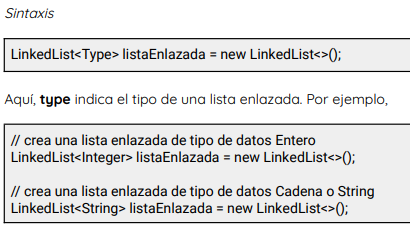 Sintaxis
LinkedList<Type> listaEnlazada = new LinkedList<>();
Aquí, type indica el tipo de una lista enlazada. Por ejemplo,
// crea una lista enlazada de tipo de datos Entero
LinkedList<Integer> listaEnlazada = new LinkedList<>();
// crea una lista enlazada de tipo de datos Cadena o String
LinkedList<String> listaEnlazada = new LinkedList<>();